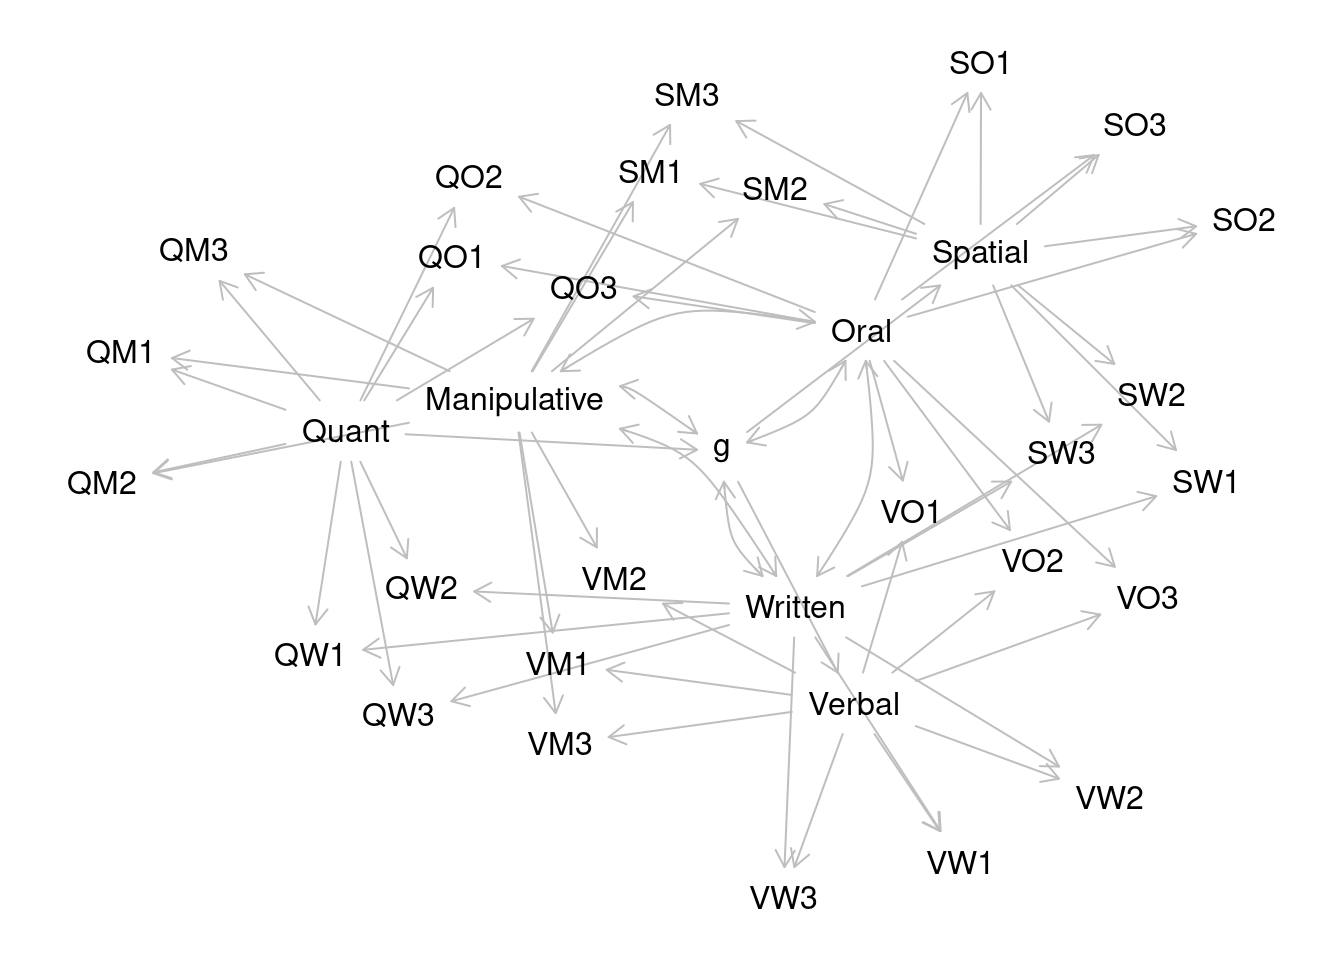 SO1
SM3
SO3
SM1
QO2
SM2
SO2
QM3
QO1
Spatial
QO3
Oral
QM1
SW2
Manipulative
Quant
g
SW3
QM2
SW1
VO1
VO2
VM2
QW2
VO3
Written
QW1
VM1
Verbal
QW3
VM3
VW2
VW1
VW3